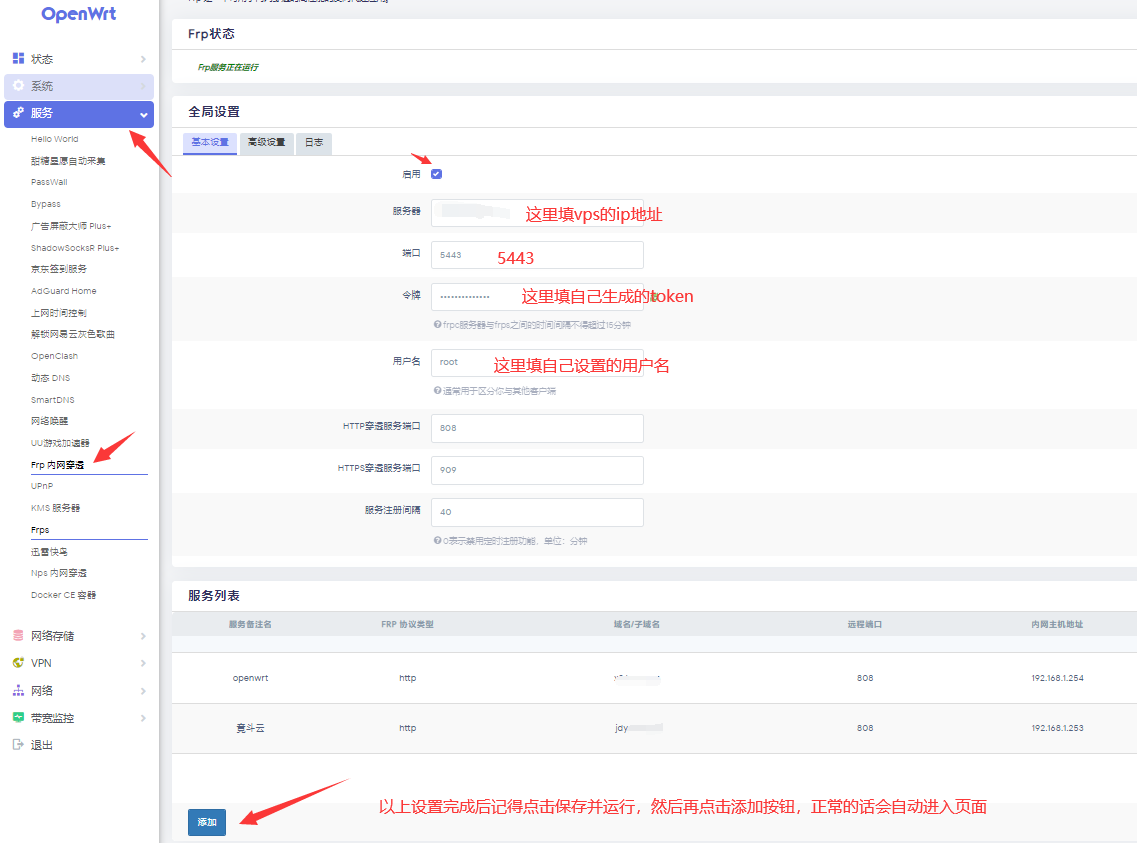 OpenWrt
状态
系统
服务
Hello World
甜糖星愿自动采集
PassWall
Bypass
广告屏蔽大师 Plus+
ShadowSocksR Plus+
京东签到服务
AdGuard Home
上网时间控制
解锁网易云灰色歌曲
OpenClash
动态 DNS
SmartDNS
网络唤醒
UU游戏加速器
Frp 内网穿透
UPnP
KMS 服务器
Frps
迅雷快鸟
Nps 内网穿透
Docker CE 容器
网络存储
VPN
网络
带宽监控
退出
Frp状态
Frp服务正在运行
全局设置
基本设置 高级设置 日志
启用
服务器 这里填vps的ip地址
端口 5443 5443
令牌 •••••••••••••• 这里填自己生成的token
frpc服务器与frps之间的时间间隔不得超过15分钟
用户名 root 这里填自己设置的用户名
通常用于区分你与其他客户端
HTTP穿透服务端口 808
HTTPS穿透服务端口 909
服务注册间隔 40
0表示禁用定时注册功能，单位：分钟
服务列表
服务备注名 FRP 协议类型 域名/子域名 远程端口 内网主机地址
openwrt http 808 192.168.1.254
竟斗云 http jdy 808 192.168.1.253
以上设置完成后记得点击保存并运行，然后再点击添加按钮，正常的话会自动进入页面
添加